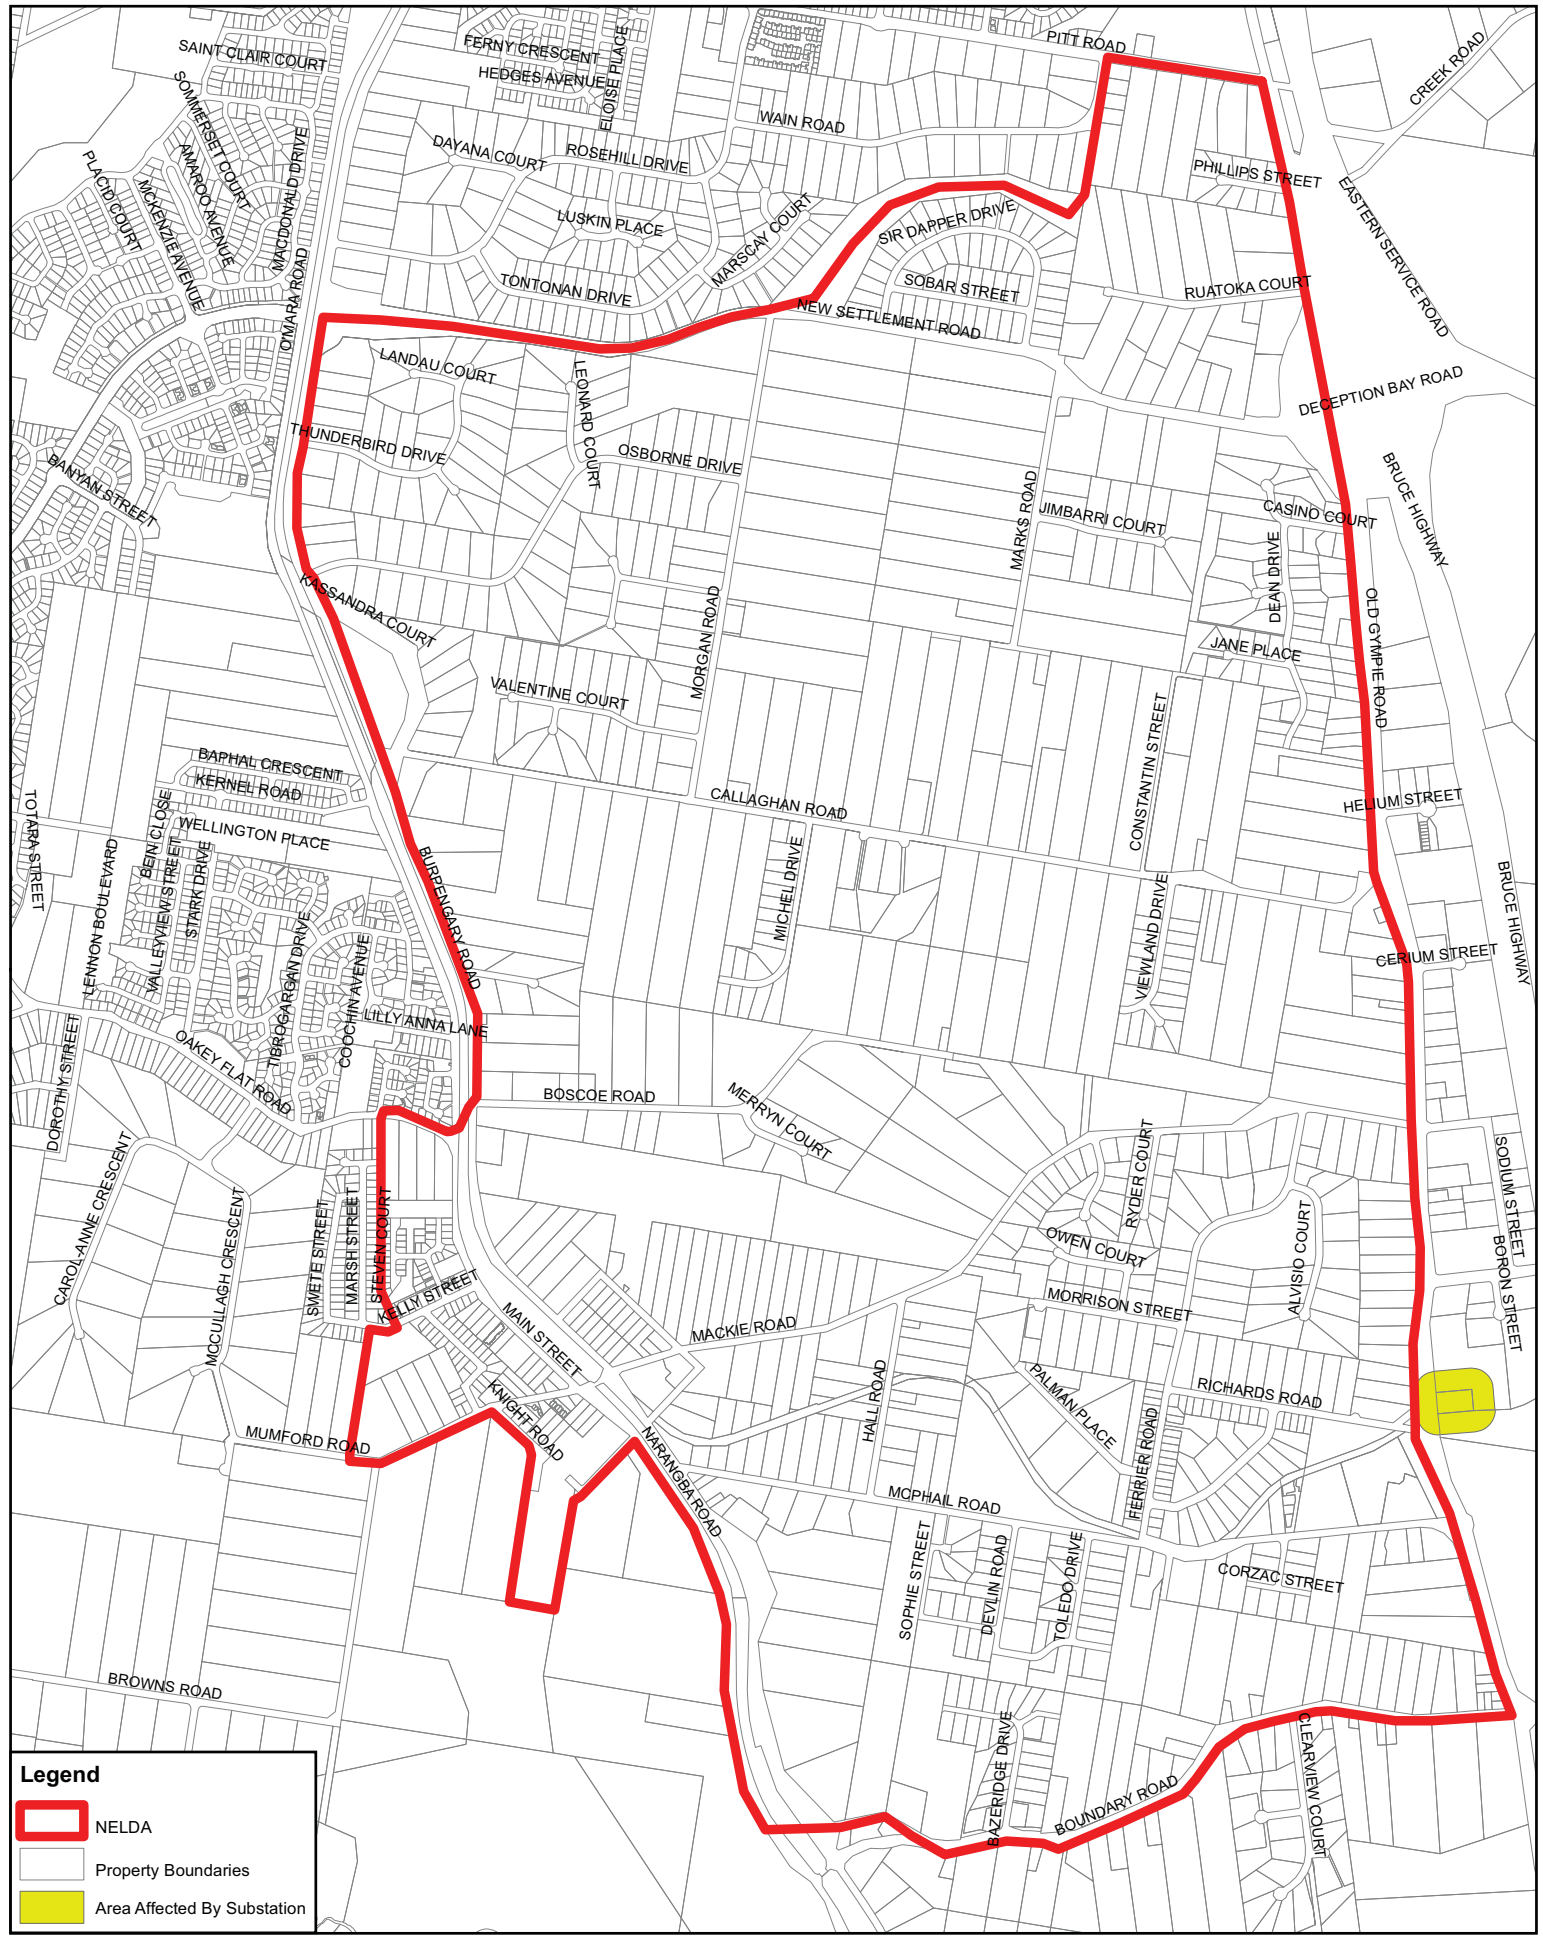 PITT ROAD
CREEK ROAD
SAINT CLAIR COURT
FERNY CRESCENT
HEDGES AVENUE
ELOISE PLACE
SOMMERSET COURT
AMAROO AVENUE
MACDONALD DRIVE
PLACID COURT
MCKENZIE AVENUE
O'MARA ROAD
WAIN ROAD
DAYANA COURT
ROSEHILL DRIVE
LUSKIN PLACE
MARSCAY COURT
TONTONAN DRIVE
PHILLIPS STREET
EASTERN SERVICE ROAD
SIR DAPPER DRIVE
SOBAR STREET
RUATOKA COURT
NEW SETTLEMENT ROAD
LANDAU COURT
LEONARD COURT
DECEPTION BAY ROAD
THUNDERBIRD DRIVE
OSBORNE DRIVE
BANYAN STREET
BRUCE HIGHWAY
MARKS ROAD
JIMBARRI COURT
CASINO COURT
DEAN DRIVE
KASSANDRA COURT
MORGAN ROAD
OLD GYMPIE ROAD
JANE PLACE
VALENTINE COURT
CONSTANTIN STREET
BAPHAL CRESCENT
KERNEL ROAD
TOTARA STREET
BEIN CLOSE
WELLINGTON PLACE
CALLAGHAN ROAD
HELIUM STREET
LENNON BOULEVARD
VALLEYVIEW STREET
STARK DRIVE
BURPENGARY ROAD
MICHEL DRIVE
VIEWLAND DRIVE
BRUCE HIGHWAY
TIBROGARGAN DRIVE
COOCHIN AVENUE
CERIUM STREET
LILLY ANNA LANE
DOROTHY STREET
OAKEY FLAT ROAD
BOSCOE ROAD
MERRYN COURT
RYDER COURT
SODIUM STREET
CAROL-ANNE CRESCENT
MCCULLAGH CRESCENT
SWETE STREET
MARSH STREET
STEVEN COURT
KELLY STREET
OWEN COURT
ALVISIO COURT
BORON STREET
MORRISON STREET
MAIN STREET
MACKIE ROAD
HALL ROAD
PALMAN PLACE
RICHARDS ROAD
KNIGHT ROAD
MUMFORD ROAD
NARANGBA ROAD
FERRIER ROAD
MCPHAIL ROAD
SOPHIE STREET
DEVLIN ROAD
TOLEDO DRIVE
CORZAC STREET
BROWNS ROAD
BAZERIDGE DRIVE
BOUNDARY ROAD
CLEARVIEW COURT
Legend
NELDA
Property Boundaries
Area Affected By Substation